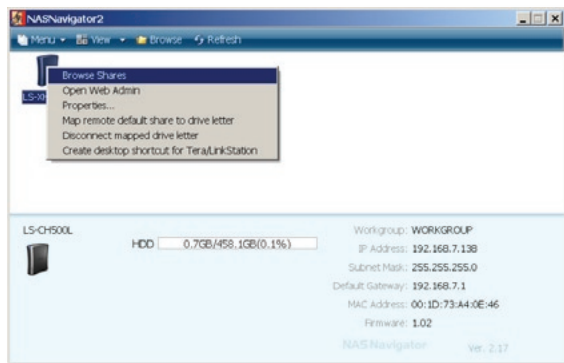 NASNavigator2
Menu View Browse Refresh
Browse Shares
Open Web Admin
Properties...
Map remote default share to drive letter
Disconnect mapped drive letter
Create desktop shortcut for Tera/LinkStation
LS-CH500L
HDD 0.7GB/458.1GB(0.1%)
Workgroup: WORKGROUP
IP Address: 192.168.7.138
Subnet Mask: 255.255.255.0
Default Gateway: 192.168.7.1
MAC Address: 00:1D:73:A4:0E:46
Firmware: 1.02
NAS Navigator Ver. 2.17